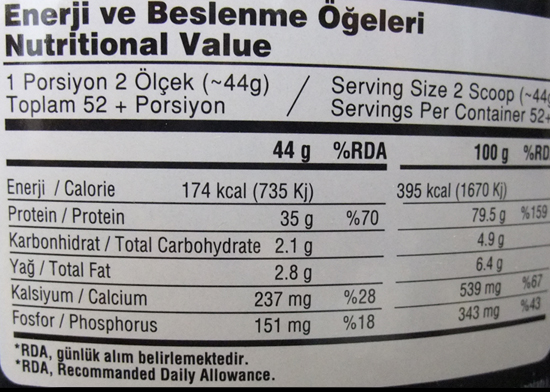 Enerji ve Beslenme Öğeleri
Nutritional Value
1 Porsiyon 2 Ölçek (~44g) / Serving Size 2 Scoop (~44g
Toplam 52 + Porsiyon Servings Per Container 52+
44 g %RDA 100 g %RD
Enerji / Calorie 174 kcal (735 Kj) 395 kcal (1670 Kj)
Protein / Protein 35 g %70 79.5 g %159
Karbonhidrat / Total Carbohydrate 2.1 g 4.9 g
Yağ / Total Fat 2.8 g 6.4 g
Kalsiyum / Calcium 237 mg %28 539 mg %67
Fosfor / Phosphorus 151 mg %18 343 mg %43
*RDA, günlük alım belirlemektedir.
*RDA, Recommanded Daily Allowance.